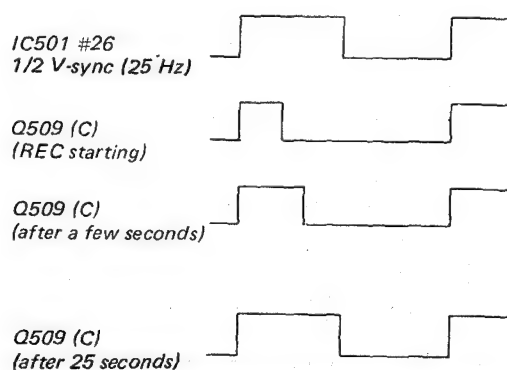 IC501 #26
1/2 V-sync (25 Hz)
Q509 (C)
(REC starting)
Q509 (C)
(after a few seconds)
Q509 (C)
(after 25 seconds)